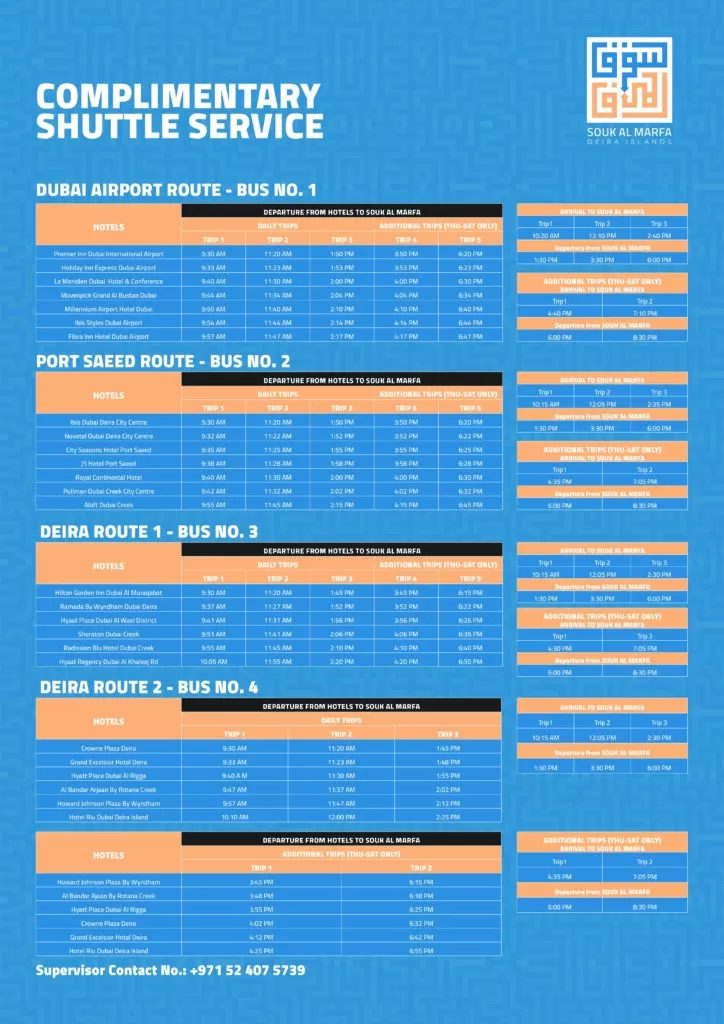 سوق
المرفأ
SOUK AL MARFA
DEIRA ISLANDS
COMPLIMENTARY
SHUTTLE SERVICE
DUBAI AIRPORT ROUTE - BUS NO. 1
HOTELS
DEPARTURE FROM HOTELS TO SOUK AL MARFA
DAILY TRIPS ADDITIONAL TRIPS (THU-SAT ONLY)
TRIP 1 TRIP 2 TRIP 3 TRIP 4 TRIP 5
Premier Inn Dubai International Airport 9:30 AM 11:20 AM 1:50 PM 3:50 PM 6:20 PM
Holiday Inn Express Dubai Airport 9:33 AM 11:23 AM 1:53 PM 3:53 PM 6:23 PM
Le Meridien Dubai Hotel & Conference 9:40 AM 11:30 AM 2:00 PM 4:00 PM 6:30 PM
Movenpick Grand Al Bustan Dubai 9:44 AM 11:34 AM 2:04 PM 4:04 PM 6:34 PM
Millennium Airport Hotel Dubai 9:50 AM 11:40 AM 2:10 PM 4:10 PM 6:40 PM
Ibis Styles Dubai Airport 9:54 AM 11:44 AM 2:14 PM 4:14 PM 6:44 PM
Flora Inn Hotel Dubai Airport 9:57 AM 11:47 AM 2:17 PM 4:17 PM 6:47 PM
ARRIVAL TO SOUK AL MARFA
Trip1 Trip 2 Trip 3
10:20 AM 12:10 PM 2:40 PM
Departure from SOUK AL MARFA
1:30 PM 3:30 PM 6:00 PM
ADDITIONAL TRIPS (THU-SAT ONLY)
ARRIVAL TO SOUK AL MARFA
Trip1 Trip 2
4:40 PM 7:10 PM
Departure from SOUK AL MARFA
6:00 PM 8:30 PM
PORT SAEED ROUTE - BUS NO. 2
HOTELS
DEPARTURE FROM HOTELS TO SOUK AL MARFA
DAILY TRIPS ADDITIONAL TRIPS (THU-SAT ONLY)
TRIP 1 TRIP 2 TRIP 3 TRIP 4 TRIP 5
Ibis Dubai Deira City Centre 9:30 AM 11:20 AM 1:50 PM 3:50 PM 6:20 PM
Novotel Dubai Deira City Centre 9:32 AM 11:22 AM 1:52 PM 3:52 PM 6:22 PM
City Seasons Hotel Port Saeed 9:35 AM 11:25 AM 1:55 PM 3:55 PM 6:25 PM
J5 Hotel Port Saeed 9:38 AM 11:28 AM 1:58 PM 3:58 PM 6:28 PM
Royal Continental Hotel 9:40 AM 11:30 AM 2:00 PM 4:00 PM 6:30 PM
Pullman Dubai Creek City Centre 9:42 AM 11:32 AM 2:02 PM 4:02 PM 6:32 PM
Aloft Dubai Creek 9:55 AM 11:45 AM 2:15 PM 4:15 PM 6:45 PM
ARRIVAL TO SOUK AL MARFA
Trip1 Trip 2 Trip 3
10:15 AM 12:05 PM 2:35 PM
Departure from SOUK AL MARFA
1:30 PM 3:30 PM 6:00 PM
ADDITIONAL TRIPS (THU-SAT ONLY)
ARRIVAL TO SOUK AL MARFA
Trip1 Trip 2
4:35 PM 7:05 PM
Departure from SOUK AL MARFA
6:00 PM 8:30 PM
DEIRA ROUTE 1 - BUS NO. 3
HOTELS
DEPARTURE FROM HOTELS TO SOUK AL MARFA
DAILY TRIPS ADDITIONAL TRIPS (THU-SAT ONLY)
TRIP 1 TRIP 2 TRIP 3 TRIP 4 TRIP 5
Hilton Garden Inn Dubai Al Muraqabat 9:30 AM 11:20 AM 1:45 PM 3:45 PM 6:15 PM
Ramada By Wyndham Dubai Deira 9:37 AM 11:27 AM 1:52 PM 3:52 PM 6:22 PM
Hyaat Place Dubai Al Wasl District 9:41 AM 11:31 AM 1:56 PM 3:56 PM 6:26 PM
Sheraton Dubai Creek 9:51 AM 11:41 AM 2:06 PM 4:06 PM 6:36 PM
Radission Blu Hotel Dubai Creek 9:55 AM 11:45 AM 2:10 PM 4:10 PM 6:40 PM
Hyaat Regency Dubai Al Khaleej Rd 10:05 AM 11:55 AM 2:20 PM 4:20 PM 6:50 PM
ARRIVAL TO SOUK AL MARFA
Trip1 Trip 2 Trip 3
10:15 AM 12:05 PM 2:30 PM
Departure from SOUK AL MARFA
1:30 PM 3:30 PM 6:00 PM
ADDITIONAL TRIPS (THU-SAT ONLY)
ARRIVAL TO SOUK AL MARFA
Trip1 Trip 2
4:30 PM 7:05 PM
Departure from SOUK AL MARFA
6:00 PM 8:30 PM
DEIRA ROUTE 2 - BUS NO. 4
HOTELS
DEPARTURE FROM HOTELS TO SOUK AL MARFA
DAILY TRIPS
TRIP 1 TRIP 2 TRIP 3
Crowne Plaza Deira 9:30 AM 11:20 AM 1:45 PM
Grand Excelsior Hotel Deira 9:33 AM 11:23 AM 1:48 PM
Hyatt Place Dubai Al Rigga 9:40 A M 11:30 AM 1:55 PM
Al Bandar Arjaan By Rotana Creek 9:47 AM 11:37 AM 2:02 PM
Howard Johnson Plaza By Wyndham 9:57 AM 11:47 AM 2:12 PM
Hotel Riu Dubai Deira Island 10:10 AM 12:00 PM 2:25 PM
ARRIVAL TO SOUK AL MARFA
Trip1 Trip 2 Trip 3
10:15 AM 12:05 PM 2:30 PM
Departure from SOUK AL MARFA
1:30 PM 3:30 PM 6:00 PM
HOTELS
DEPARTURE FROM HOTELS TO SOUK AL MARFA
ADDITIONAL TRIPS (THU-SAT ONLY)
TRIP 1 TRIP 2
Howard Johnson Plaza By Wyndham 3:45 PM 6:15 PM
Al Bandar Arjaan By Rotana Creek 3:48 PM 6:18 PM
Hyatt Place Dubai Al Rigga 3:55 PM 6:25 PM
Crowne Plaza Deira 4:02 PM 6:32 PM
Grand Excelsior Hotel Deira 4:12 PM 6:42 PM
Hotel Riu Dubai Deira Island 4:25 PM 6:55 PM
ADDITIONAL TRIPS (THU-SAT ONLY)
ARRIVAL TO SOUK AL MARFA
Trip1 Trip 2
4:35 PM 7:05 PM
Departure from SOUK AL MARFA
6:00 PM 8:30 PM
Supervisor Contact No.: +971 52 407 5739